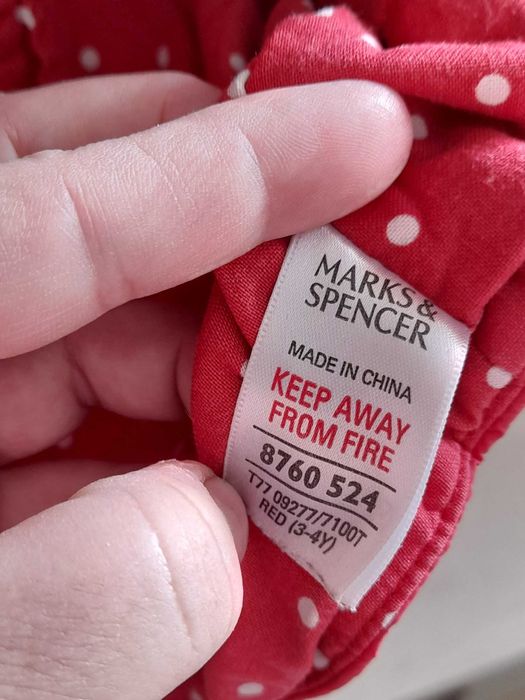 MARKS &
SPENCER
MADE IN CHINA
KEEP AWAY
FROM FIRE
8760 524
T77 09277/7100T
RED (3-4Y)